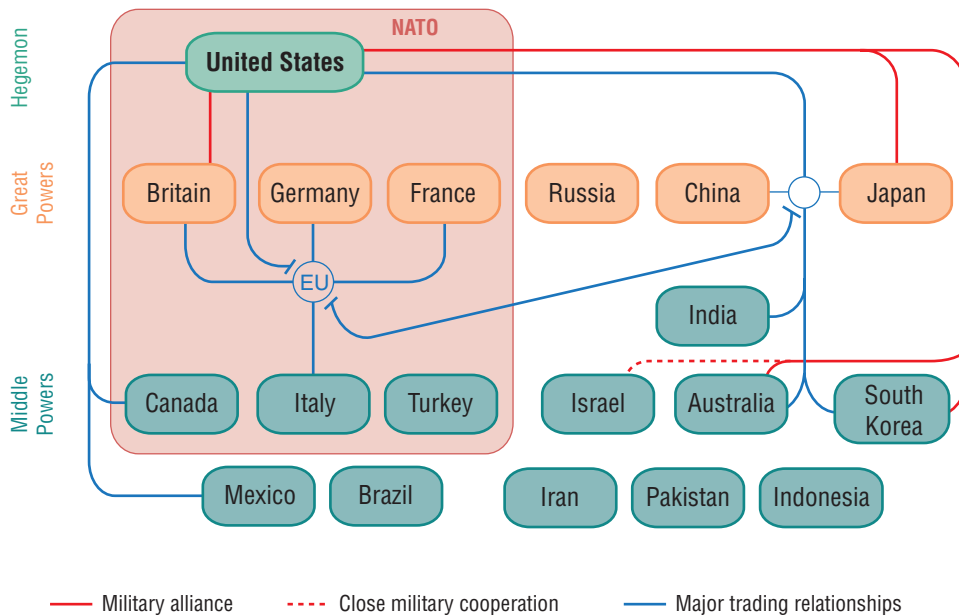 NATO
Hegemon
United States
Great
Powers
Britain
Germany
France
Russia
China
Japan
EU
India
Middle
Powers
Canada
Italy
Turkey
Israel
Australia
South
Korea
Mexico
Brazil
Iran
Pakistan
Indonesia
Military alliance
Close military cooperation
Major trading relationships